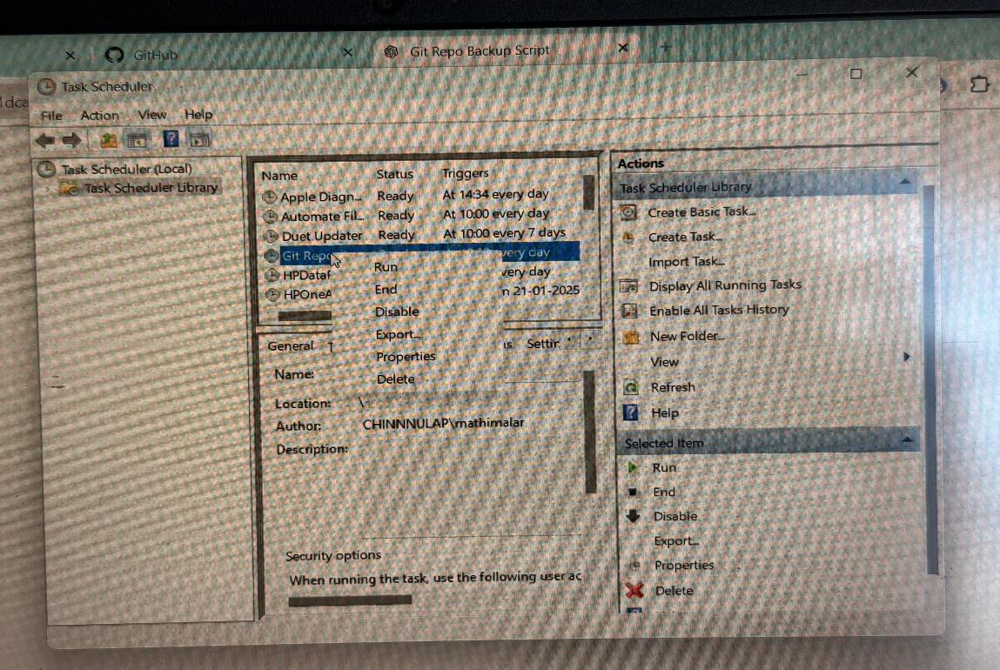 GitHub
Git Repo Backup Script
Task Scheduler
File Action View Help
Task Scheduler (Local)
Task Scheduler Library
Name Status Triggers
Apple Diagn... Ready At 14:34 every day
Automate Fil... Ready At 10:00 every day
Duet Updater Ready At 10:00 every 7 days
Git Repo every day
HPDataF every day
HPOneA n 21-01-2025
Run
End
Disable
Export...
Properties
Delete
General T ns Settir
Name:
Location: \
Author: CHINNNULAP\mathimalar
Description:
Security options
When running the task, use the following user ac
Actions
Task Scheduler Library
Create Basic Task...
Create Task...
Import Task...
Display All Running Tasks
Enable All Tasks History
New Folder...
View
Refresh
Help
Selected Item
Run
End
Disable
Export...
Properties
Delete